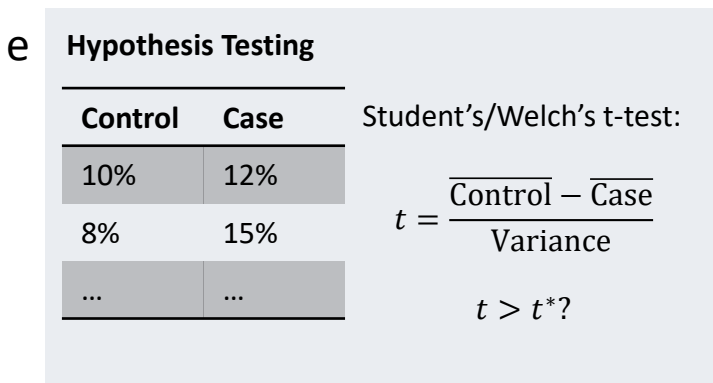 e
Hypothesis Testing
Control Case
10% 12%
8% 15%
... ...
Student's/Welch's t-test:
t = (Control̅ − Case̅) / Variance
t > t*?